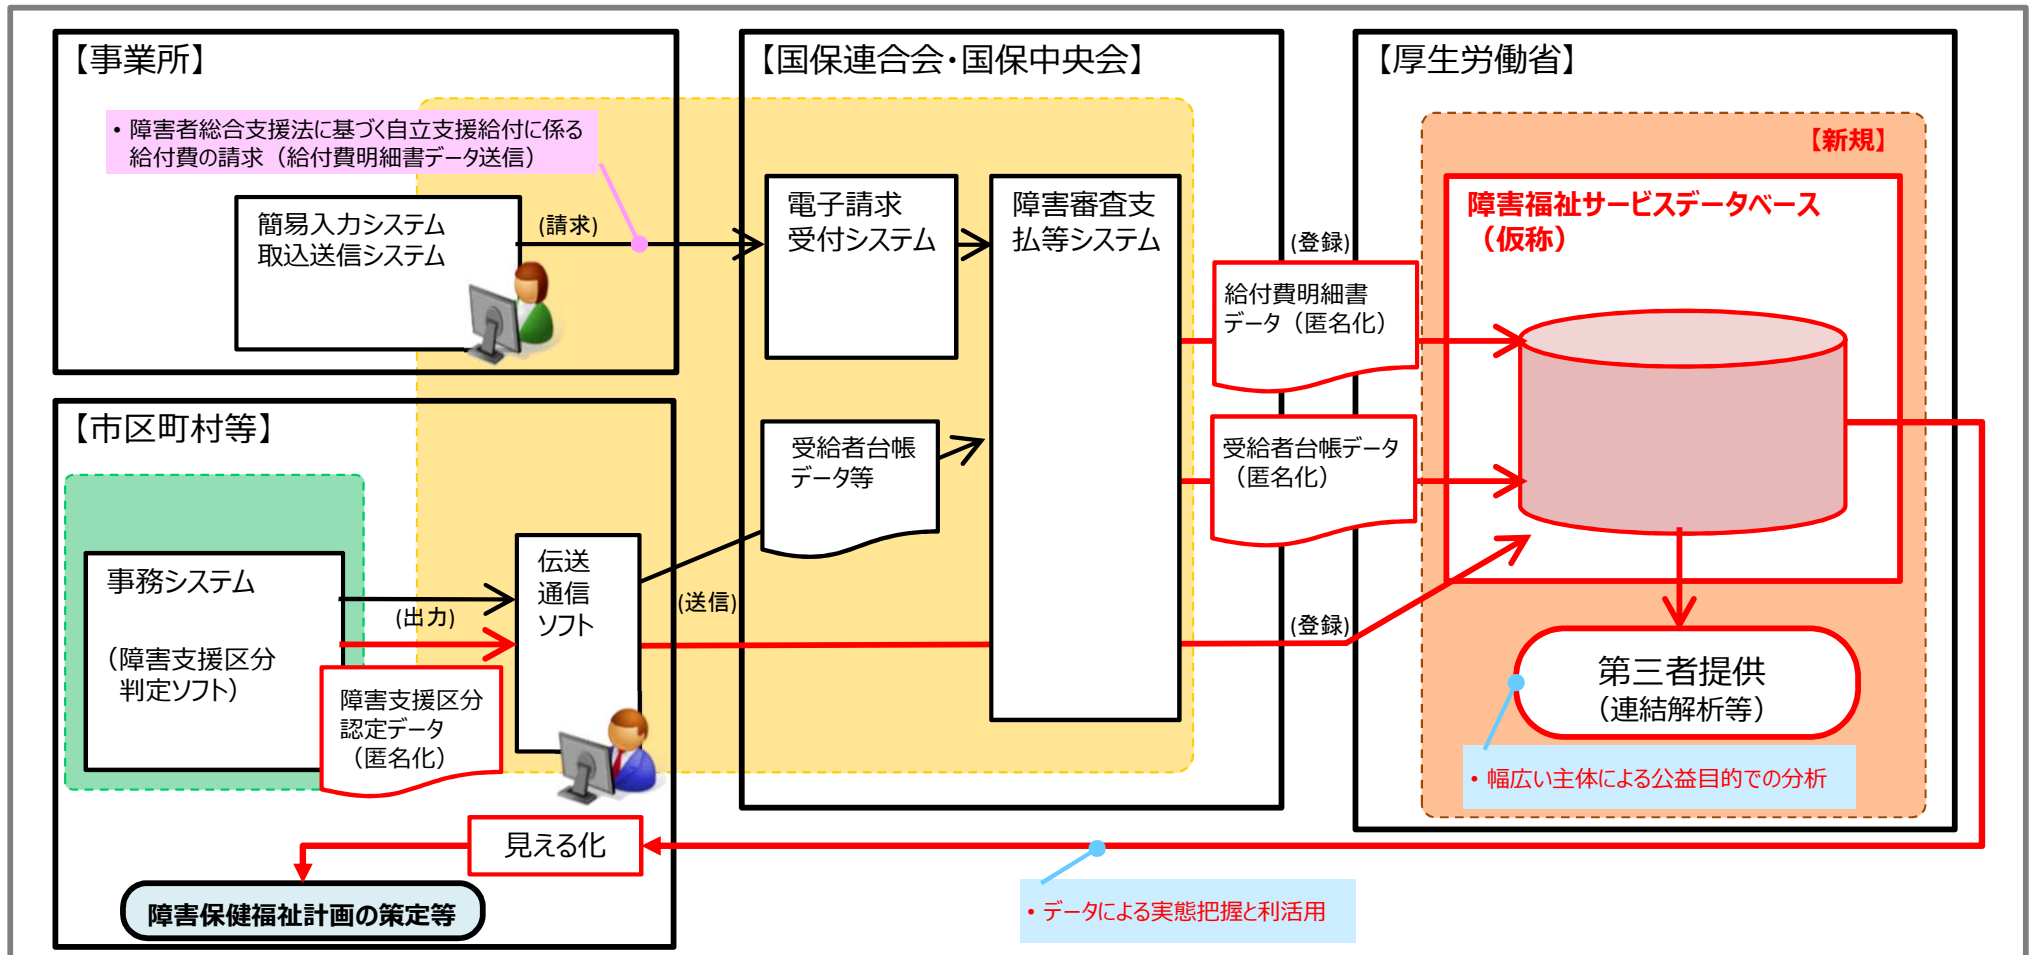 【事業所】
・障害者総合支援法に基づく自立支援給付に係る
給付費の請求（給付費明細書データ送信）
簡易入力システム
取込送信システム
(請求)
【国保連合会・国保中央会】
電子請求
受付システム
障害審査支
払等システム
受給者台帳
データ等
(登録)
給付費明細書
データ（匿名化）
受給者台帳データ
（匿名化）
(登録)
【厚生労働省】
【新規】
障害福祉サービスデータベース
（仮称）
第三者提供
（連結解析等）
・幅広い主体による公益目的での分析
【市区町村等】
事務システム
（障害支援区分
判定ソフト）
(出力)
障害支援区分
認定データ
（匿名化）
伝送
通信
ソフト
(送信)
見える化
障害保健福祉計画の策定等
・データによる実態把握と利活用